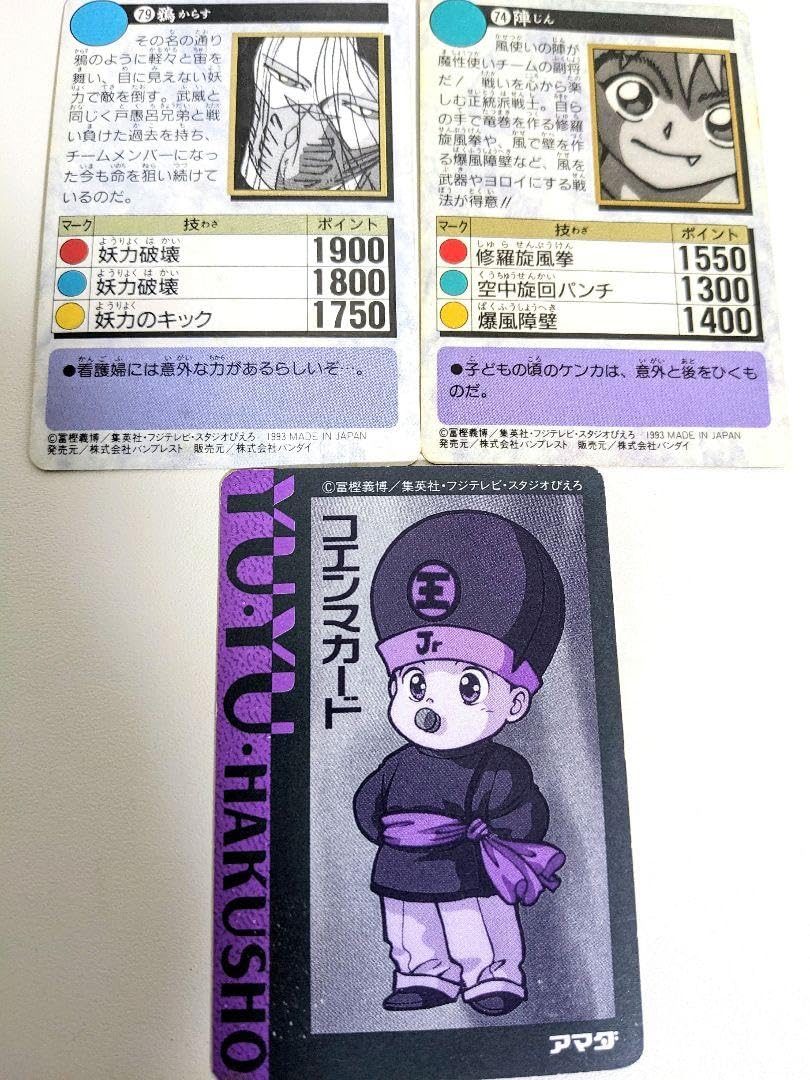 79 鴉 からす
その名の通り
鴉のように軽々と宙を
舞い、目に見えない妖
力で敵を倒す。武威と
同じく戸愚呂兄弟と戦
い負けた過去を持ち、
チームメンバーになっ
た今も命を狙い続けて
いるのだ。
マーク 技わざ ポイント
妖力破壊 1900
妖力破壊 1800
妖力のキック 1750
●看護婦には意外な力があるらしいぞ…。
©冨樫義博／集英社・フジテレビ・スタジオぴえろ 1993 MADE IN JAPAN
発売元／株式会社バンプレスト 販売元／株式会社バンダイ
74 陣 じん
風使いの陣が
魔性使いチームの副将
だ！ 戦いを心から楽
しむ正統派戦士。自ら
の手で竜巻を作る修羅
旋風拳や、風で壁を作
る爆風障壁など、風を
武器やヨロイにする戦
法が得意!!
マーク 技わざ ポイント
修羅旋風拳 1550
空中旋回パンチ 1300
爆風障壁 1400
●子どもの頃のケンカは、意外と後をひくも
のだ。
©冨樫義博／集英社・フジテレビ・スタジオぴえろ 1993 MADE IN JAPAN
発売元／株式会社バンプレスト 販売元／株式会社バンダイ
©冨樫義博／集英社・フジテレビ・スタジオぴえろ
YU・YU・HAKUSHO
コエンマカード
王
Jr
アマダ